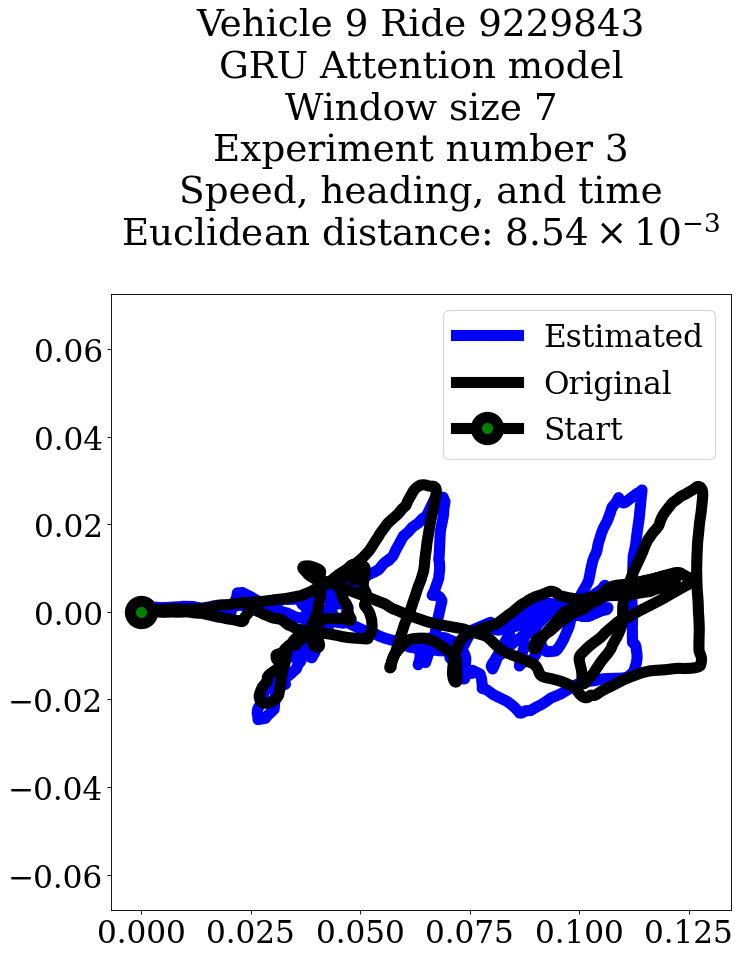 Vehicle 9 Ride 9229843
GRU Attention model
Window size 7
Experiment number 3
Speed, heading, and time
Euclidean distance: 8.54 × 10⁻³
Estimated
Original
Start
0.06
0.04
0.02
0.00
−0.02
−0.04
−0.06
0.000 0.025 0.050 0.075 0.100 0.125